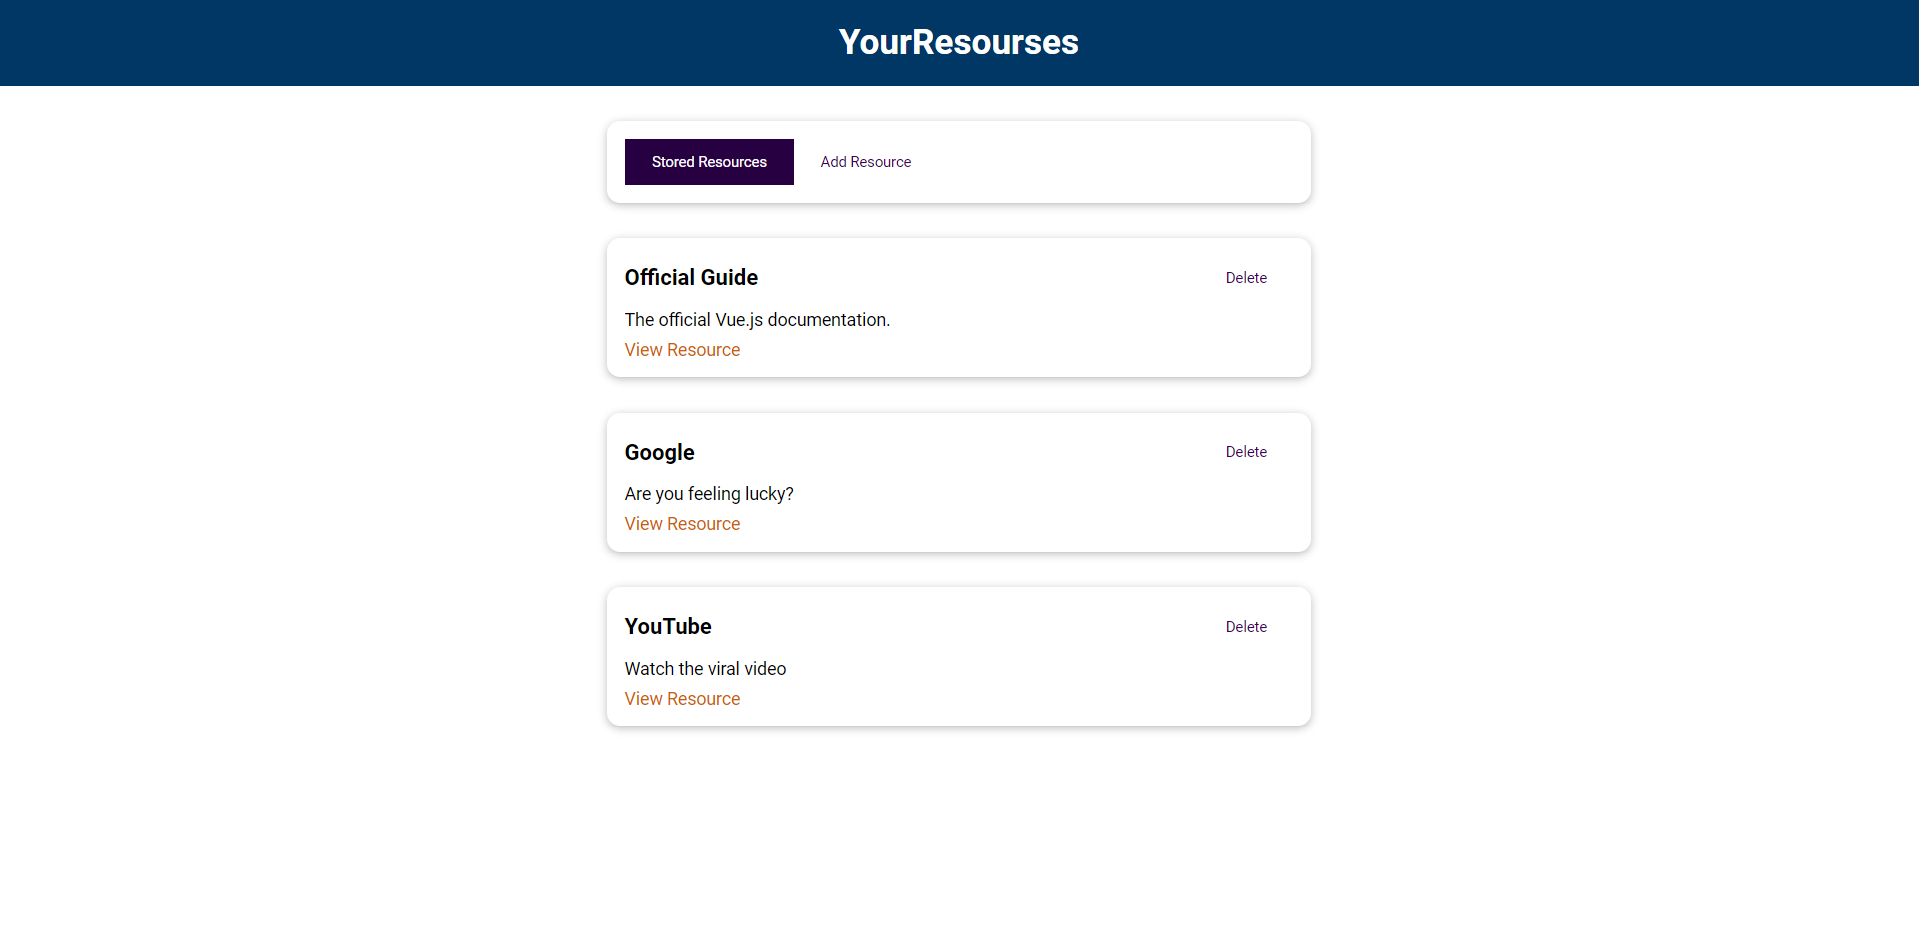 YourResourses
Stored Resources Add Resource
Official Guide Delete
The official Vue.js documentation.
View Resource
Google Delete
Are you feeling lucky?
View Resource
YouTube Delete
Watch the viral video
View Resource